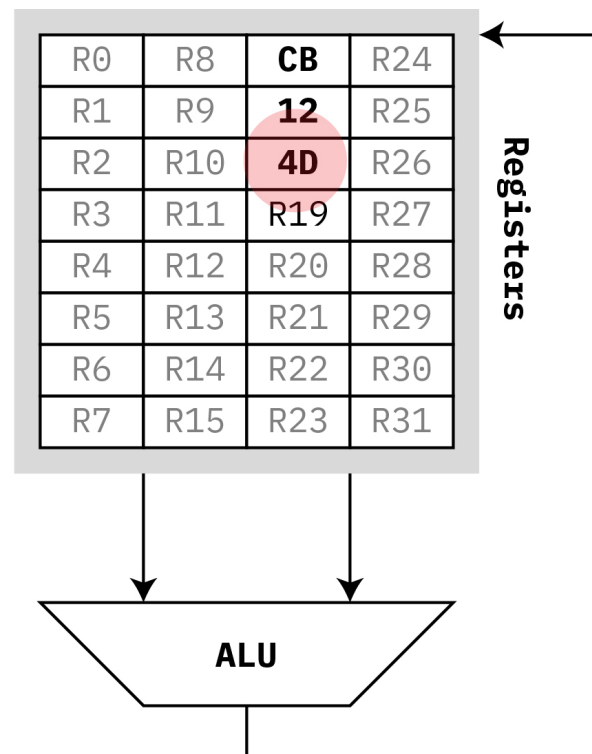 R0 R8 CB R24
R1 R9 12 R25
R2 R10 4D R26
R3 R11 R19 R27
R4 R12 R20 R28
R5 R13 R21 R29
R6 R14 R22 R30
R7 R15 R23 R31
Registers
ALU